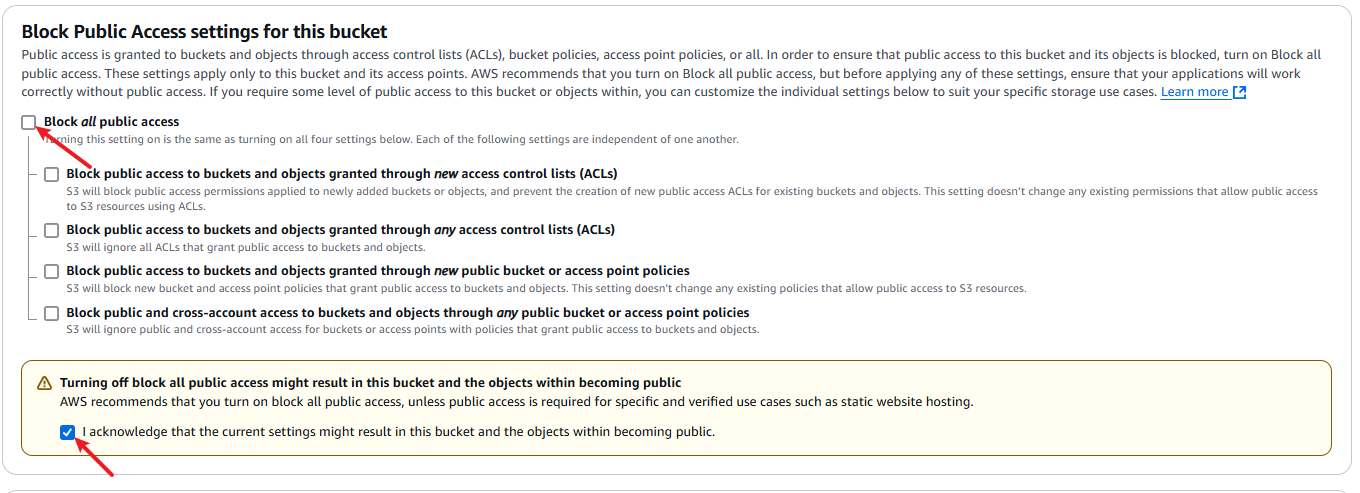 Block Public Access settings for this bucket
Public access is granted to buckets and objects through access control lists (ACLs), bucket policies, access point policies, or all. In order to ensure that public access to this bucket and its objects is blocked, turn on Block all
public access. These settings apply only to this bucket and its access points. AWS recommends that you turn on Block all public access, but before applying any of these settings, ensure that your applications will work
correctly without public access. If you require some level of public access to this bucket or objects within, you can customize the individual settings below to suit your specific storage use cases. Learn more
Block all public access
Turning this setting on is the same as turning on all four settings below. Each of the following settings are independent of one another.
Block public access to buckets and objects granted through new access control lists (ACLs)
S3 will block public access permissions applied to newly added buckets or objects, and prevent the creation of new public access ACLs for existing buckets and objects. This setting doesn't change any existing permissions that allow public access
to S3 resources using ACLs.
Block public access to buckets and objects granted through any access control lists (ACLs)
S3 will ignore all ACLs that grant public access to buckets and objects.
Block public access to buckets and objects granted through new public bucket or access point policies
S3 will block new bucket and access point policies that grant public access to buckets and objects. This setting doesn't change any existing policies that allow public access to S3 resources.
Block public and cross-account access to buckets and objects through any public bucket or access point policies
S3 will ignore public and cross-account access for buckets or access points with policies that grant public access to buckets and objects.
Turning off block all public access might result in this bucket and the objects within becoming public
AWS recommends that you turn on block all public access, unless public access is required for specific and verified use cases such as static website hosting.
I acknowledge that the current settings might result in this bucket and the objects within becoming public.